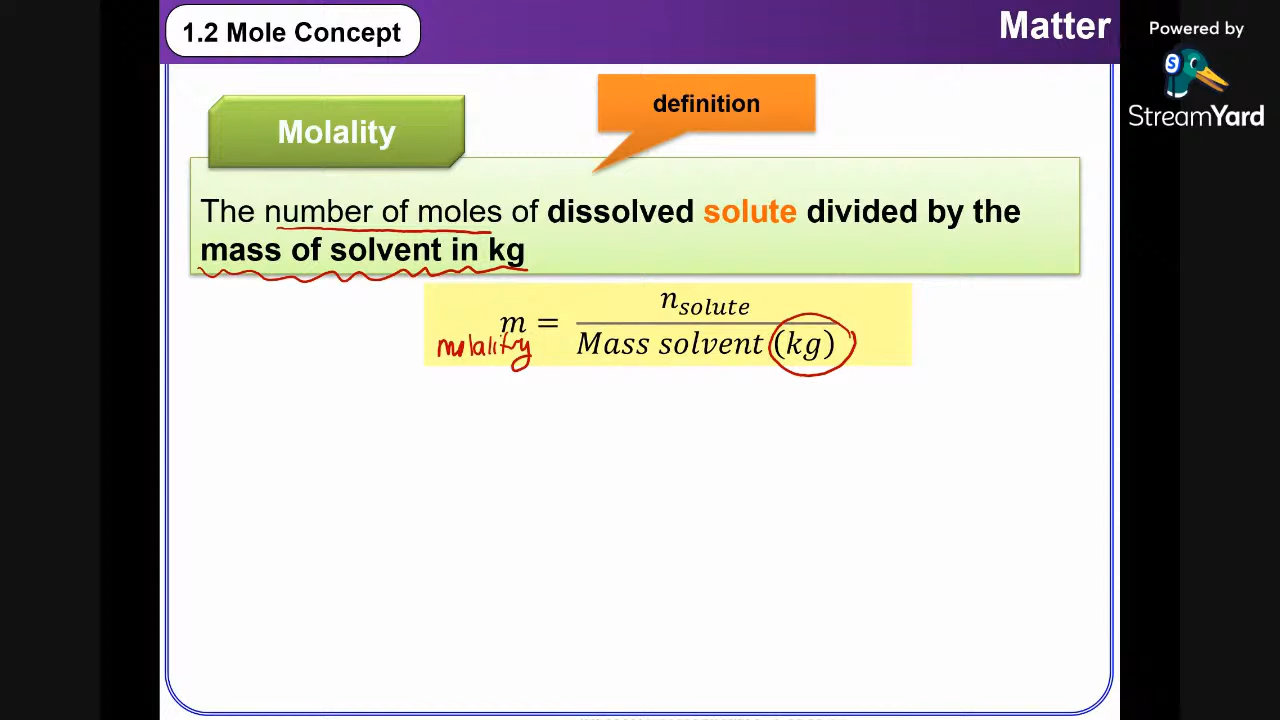 1.2 Mole Concept
Matter
Powered by
StreamYard
definition
Molality
The number of moles of dissolved solute divided by the
mass of solvent in kg
m = n_solute / Mass solvent (kg)
molality